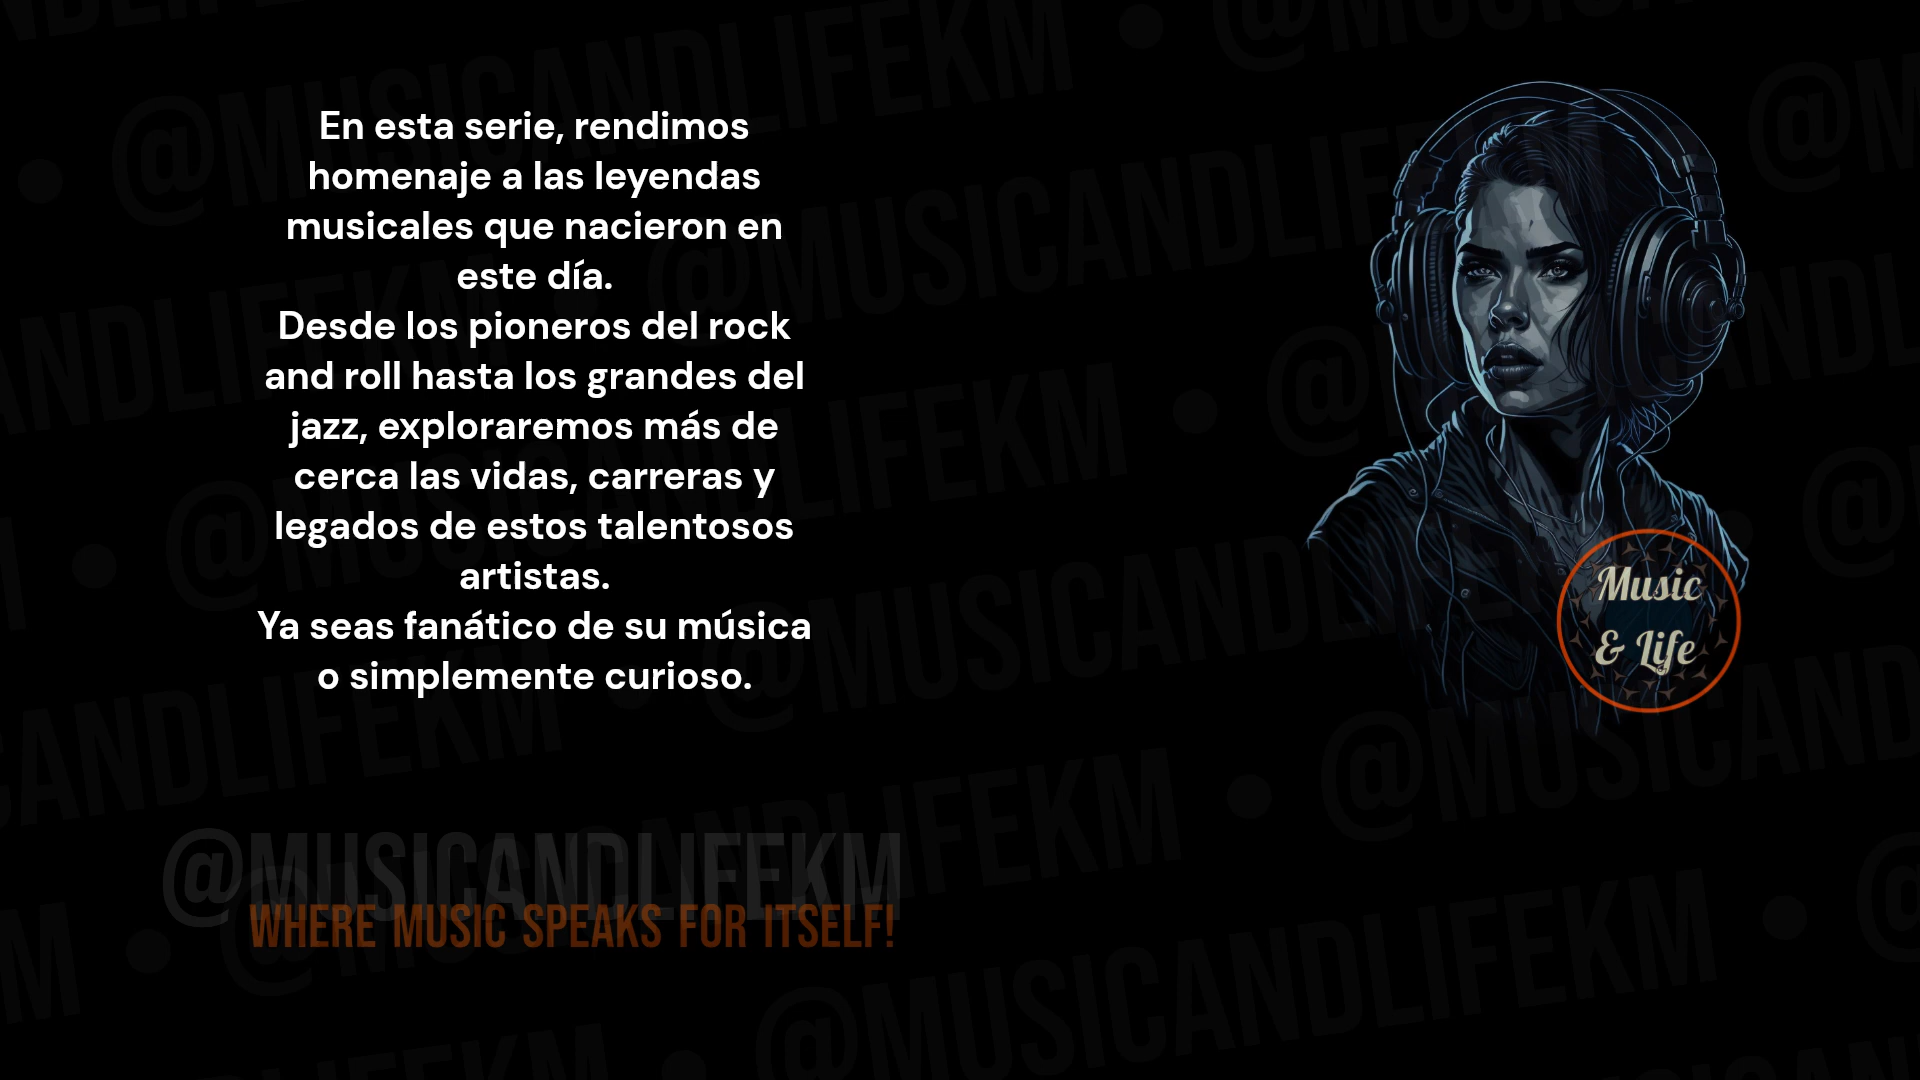 En esta serie, rendimos
homenaje a las leyendas
musicales que nacieron en
este día.
Desde los pioneros del rock
and roll hasta los grandes del
jazz, exploraremos más de
cerca las vidas, carreras y
legados de estos talentosos
artistas.
Ya seas fanático de su música
o simplemente curioso.
Music
& Life
@MUSICANDLIFEKM
WHERE MUSIC SPEAKS FOR ITSELF!